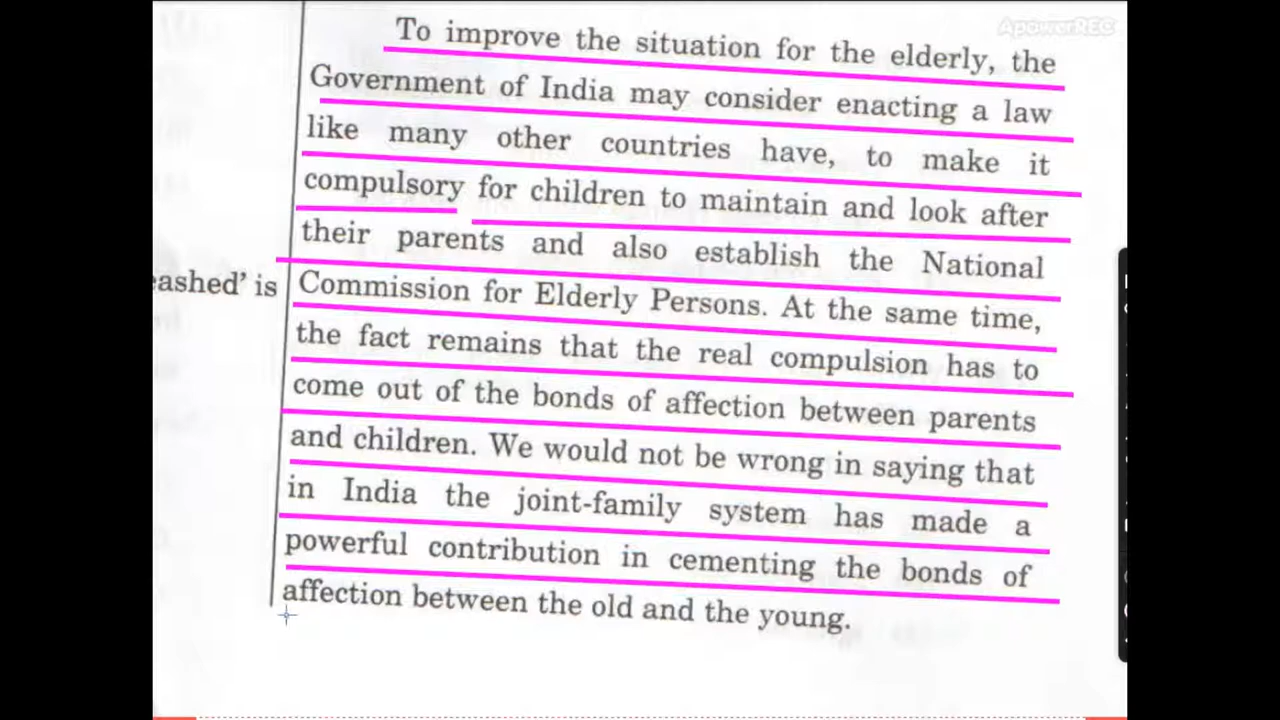 ApowerREC
To improve the situation for the elderly, the
Government of India may consider enacting a law
like many other countries have, to make it
compulsory for children to maintain and look after
their parents and also establish the National
eashed" is
Commission for Elderly Persons. At the same time,
the fact remains that the real compulsion has to
come out of the bonds of affection between parents
and children. We would not be wrong in saying that
in India the joint-family system has made a
powerful contribution in cementing the bonds of
affection between the old and the young.